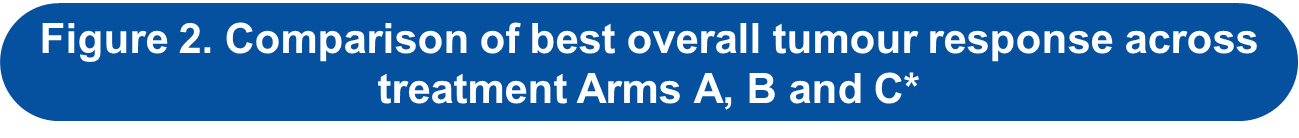 Figure 2. Comparison of best overall tumour response across
treatment Arms A, B and C*